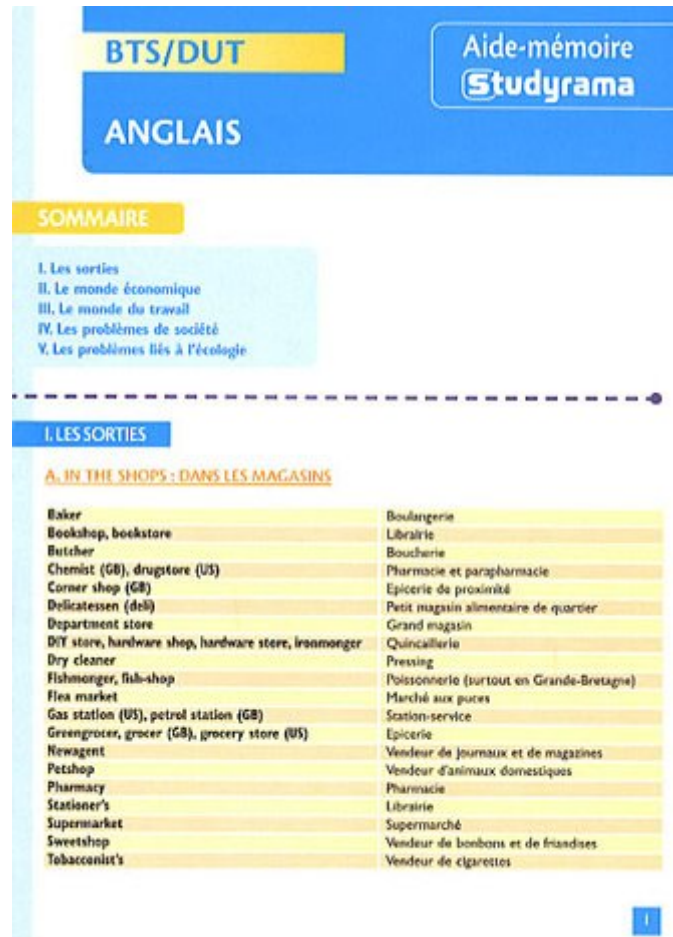 BTS/DUT
Aide-mémoire
Studyrama
ANGLAIS
SOMMAIRE
I. Les sorties
II. Le monde économique
III. Le monde du travail
IV. Les problèmes de société
V. Les problèmes liés à l'écologie
I. LES SORTIES
A. IN THE SHOPS : DANS LES MAGASINS
Baker Boulangerie
Bookshop, bookstore Librairie
Butcher Boucherie
Chemist (GB), drugstore (US) Pharmacie et parapharmacie
Corner shop (GB) Epicerie de proximité
Delicatessen (deli) Petit magasin alimentaire de quartier
Department store Grand magasin
DIY store, hardware shop, hardware store, ironmonger Quincaillerie
Dry cleaner Pressing
Fishmonger, fish-shop Poissonnerie (surtout en Grande-Bretagne)
Flea market Marché aux puces
Gas station (US), petrol station (GB) Station-service
Greengrocer, grocer (GB), grocery store (US) Epicerie
Newagent Vendeur de journaux et de magazines
Petshop Vendeur d'animaux domestiques
Pharmacy Pharmacie
Stationer's Librairie
Supermarket Supermarché
Sweetshop Vendeur de bonbons et de friandises
Tobacconist's Vendeur de cigarettes
1